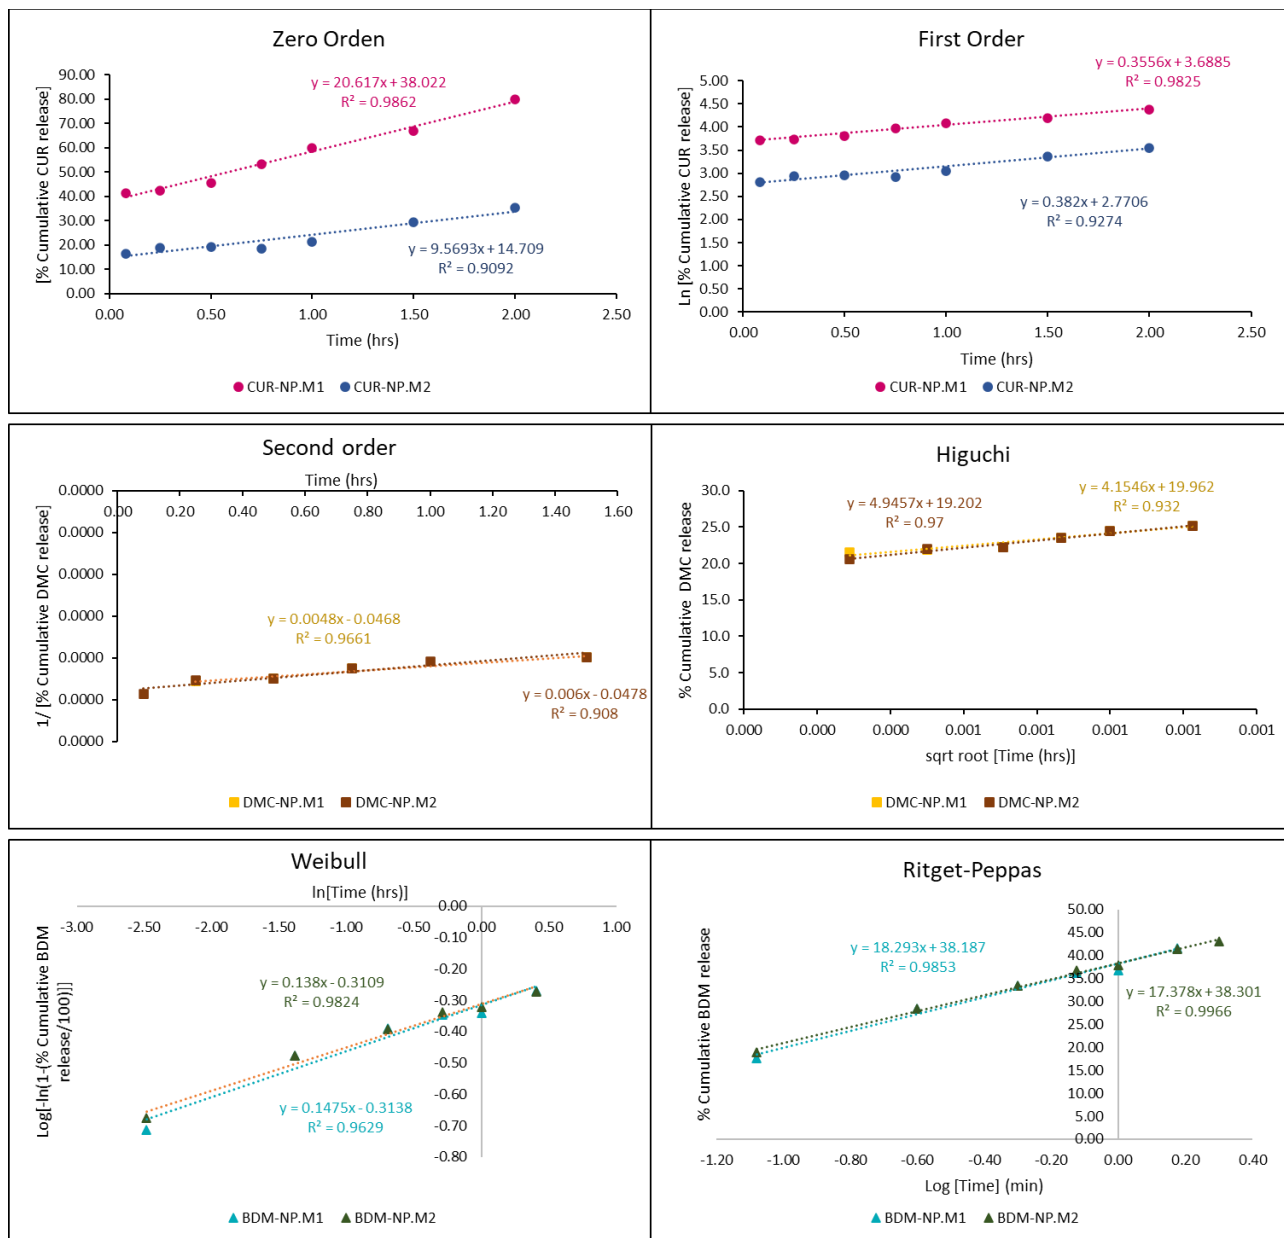 Zero Orden
[% Cumulative CUR release]
90.00
80.00
70.00
60.00
50.00
40.00
30.00
20.00
10.00
0.00
y = 20.617x + 38.022
R² = 0.9862
y = 9.5693x + 14.709
R² = 0.9092
0.00 0.50 1.00 1.50 2.00 2.50
Time (hrs)
CUR-NP.M1 CUR-NP.M2
First Order
Ln [% Cumulative CUR release]
5.00
4.50
4.00
3.50
3.00
2.50
2.00
1.50
1.00
0.50
0.00
y = 0.3556x + 3.6885
R² = 0.9825
y = 0.382x + 2.7706
R² = 0.9274
0.00 0.50 1.00 1.50 2.00 2.50
Time (hrs)
CUR-NP.M1 CUR-NP.M2
Second order
Time (hrs)
0.00 0.20 0.40 0.60 0.80 1.00 1.20 1.40 1.60
1/ [% Cumulative DMC release]
0.0000
0.0000
0.0000
0.0000
0.0000
0.0000
0.0000
y = 0.0048x - 0.0468
R² = 0.9661
y = 0.006x - 0.0478
R² = 0.908
DMC-NP.M1 DMC-NP.M2
Higuchi
% Cumulative DMC release
30.0
25.0
20.0
15.0
10.0
5.0
0.0
y = 4.9457x + 19.202
R² = 0.97
y = 4.1546x + 19.962
R² = 0.932
0.000 0.000 0.000 0.001 0.001 0.001 0.001 0.001
sqrt root [Time (hrs)]
DMC-NP.M1 DMC-NP.M2
Weibull
ln[Time (hrs)]
-3.00 -2.50 -2.00 -1.50 -1.00 -0.50 0.00 0.50 1.00
Log[-ln(1-(% Cumulative BDM
release/100)]]
0.00
-0.10
-0.20
-0.30
-0.40
-0.50
-0.60
-0.70
-0.80
y = 0.138x - 0.3109
R² = 0.9824
y = 0.1475x - 0.3138
R² = 0.9629
BDM-NP.M1 BDM-NP.M2
Ritget-Peppas
% Cumulative BDM release
50.00
45.00
40.00
35.00
30.00
25.00
20.00
15.00
10.00
5.00
0.00
y = 18.293x + 38.187
R² = 0.9853
y = 17.378x + 38.301
R² = 0.9966
-1.20 -1.00 -0.80 -0.60 -0.40 -0.20 0.00 0.20 0.40
Log [Time] (min)
BDM-NP.M1 BDM-NP.M2